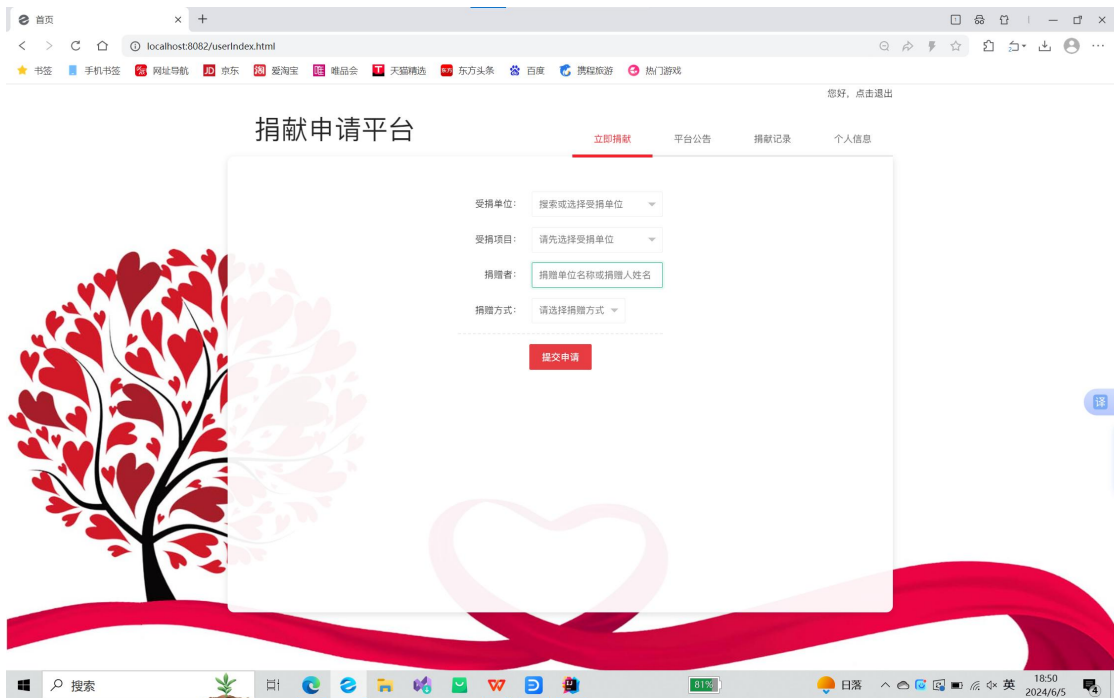 首页
localhost:8082/userIndex.html
书签 手机书签 网址导航 JD 京东 爱淘宝 唯品会 天猫精选 东方头条 百度 携程旅游 热门游戏
您好，点击退出
捐献申请平台
立即捐献 平台公告 捐献记录 个人信息
受捐单位： 搜索或选择受捐单位
受捐项目： 请先选择受捐单位
捐赠者： 捐赠单位名称或捐赠人姓名
捐赠方式： 请选择捐赠方式
提交申请
译
搜索
81%
日落
英
18:50
2024/6/5
4